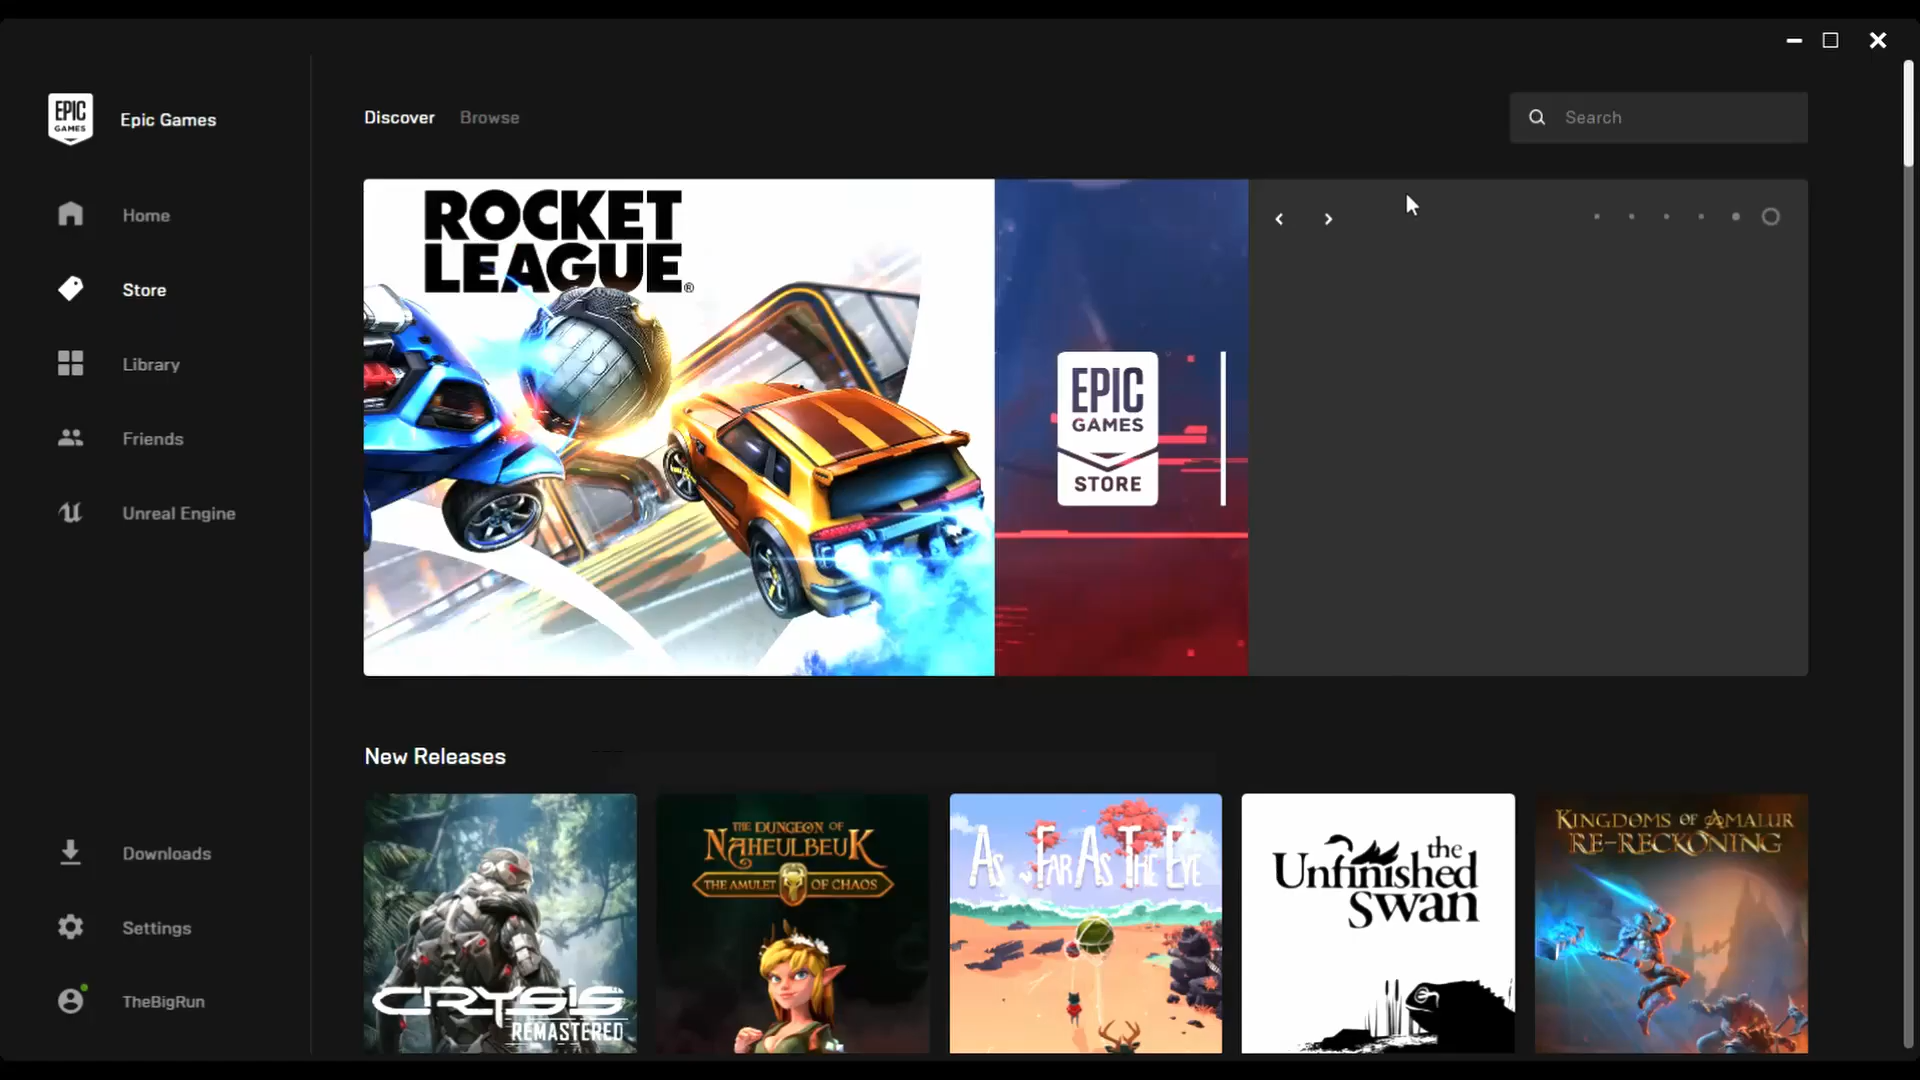 EPIC
GAMES
Epic Games
Home
Store
Library
Friends
Unreal Engine
Downloads
Settings
TheBigRun
Discover
Browse
Search
ROCKET
LEAGUE®
EPIC
GAMES
STORE
New Releases
CRYSIS
REMASTERED
THE DUNGEON OF
NAHEULBEUK
THE AMULET OF CHAOS
AS FAR AS THE EYE
the
Unfinished
Swan
KINGDOMS OF AMALUR
RE-RECKONING